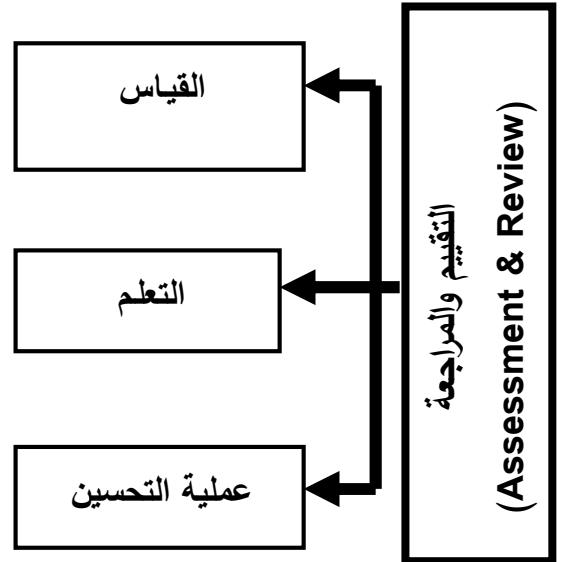 التقييم والمراجعة
(Assessment & Review)
القياس
التعلم
عملية التحسين